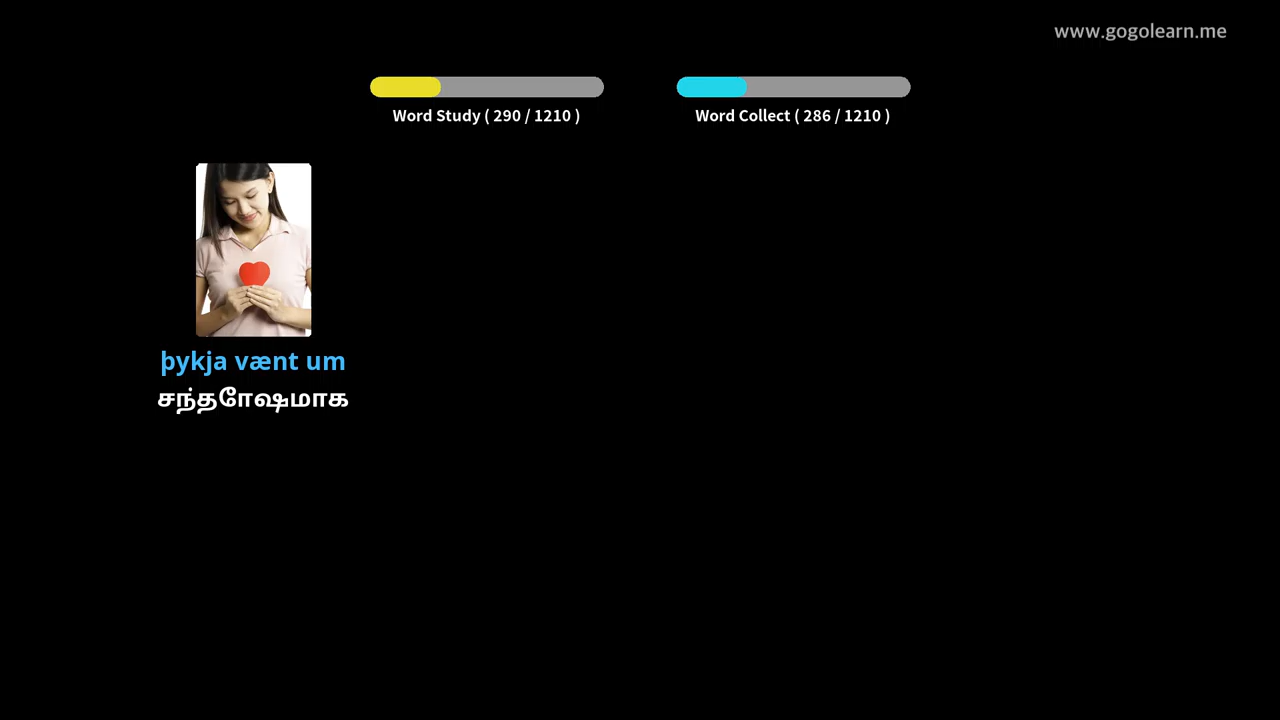 www.gogolearn.me
Word Study ( 290 / 1210 )
Word Collect ( 286 / 1210 )
þykja vænt um
சந்தோஷமாக